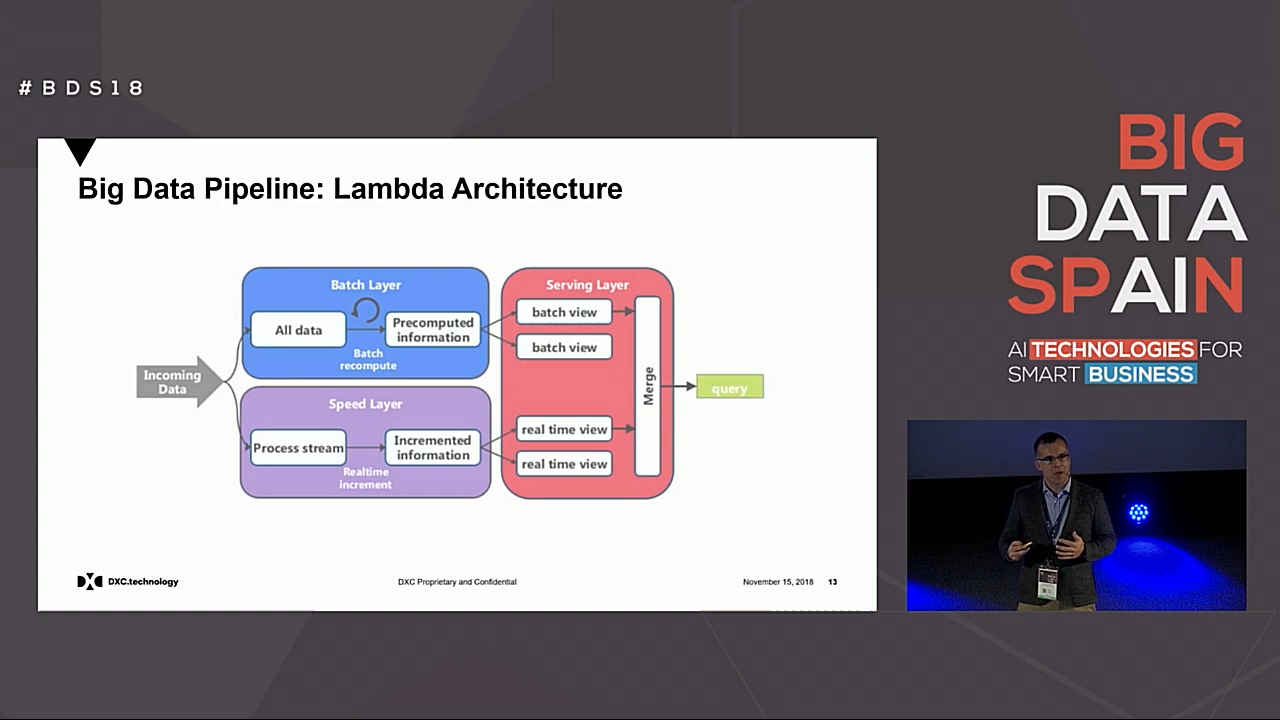 #BDS18
Big Data Pipeline: Lambda Architecture
Batch Layer
All data
Precomputed
information
Batch
recompute
Incoming
Data
Speed Layer
Process stream
Incremented
information
Realtime
increment
Serving Layer
batch view
batch view
real time view
real time view
Merge
query
DXC.technology
DXC Proprietary and Confidential
November 15, 2018
13
BIG
DATA
SPAIN
AI TECHNOLOGIES FOR
SMART BUSINESS